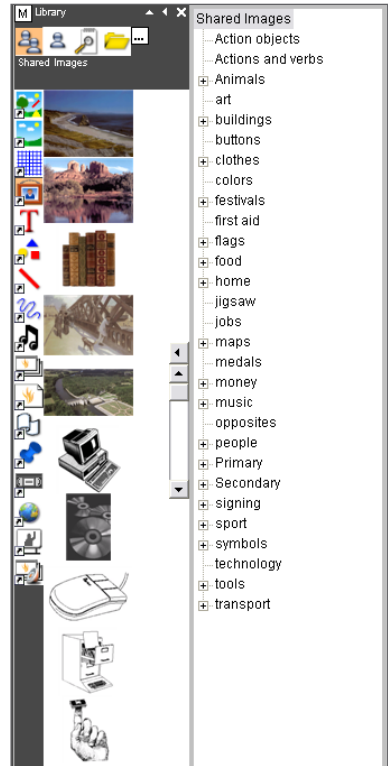 M Library
...
Shared Images
T
Shared Images
Action objects
Actions and verbs
Animals
art
buildings
buttons
clothes
colors
festivals
first aid
flags
food
home
jigsaw
jobs
maps
medals
money
music
opposites
people
Primary
Secondary
signing
sport
symbols
technology
tools
transport